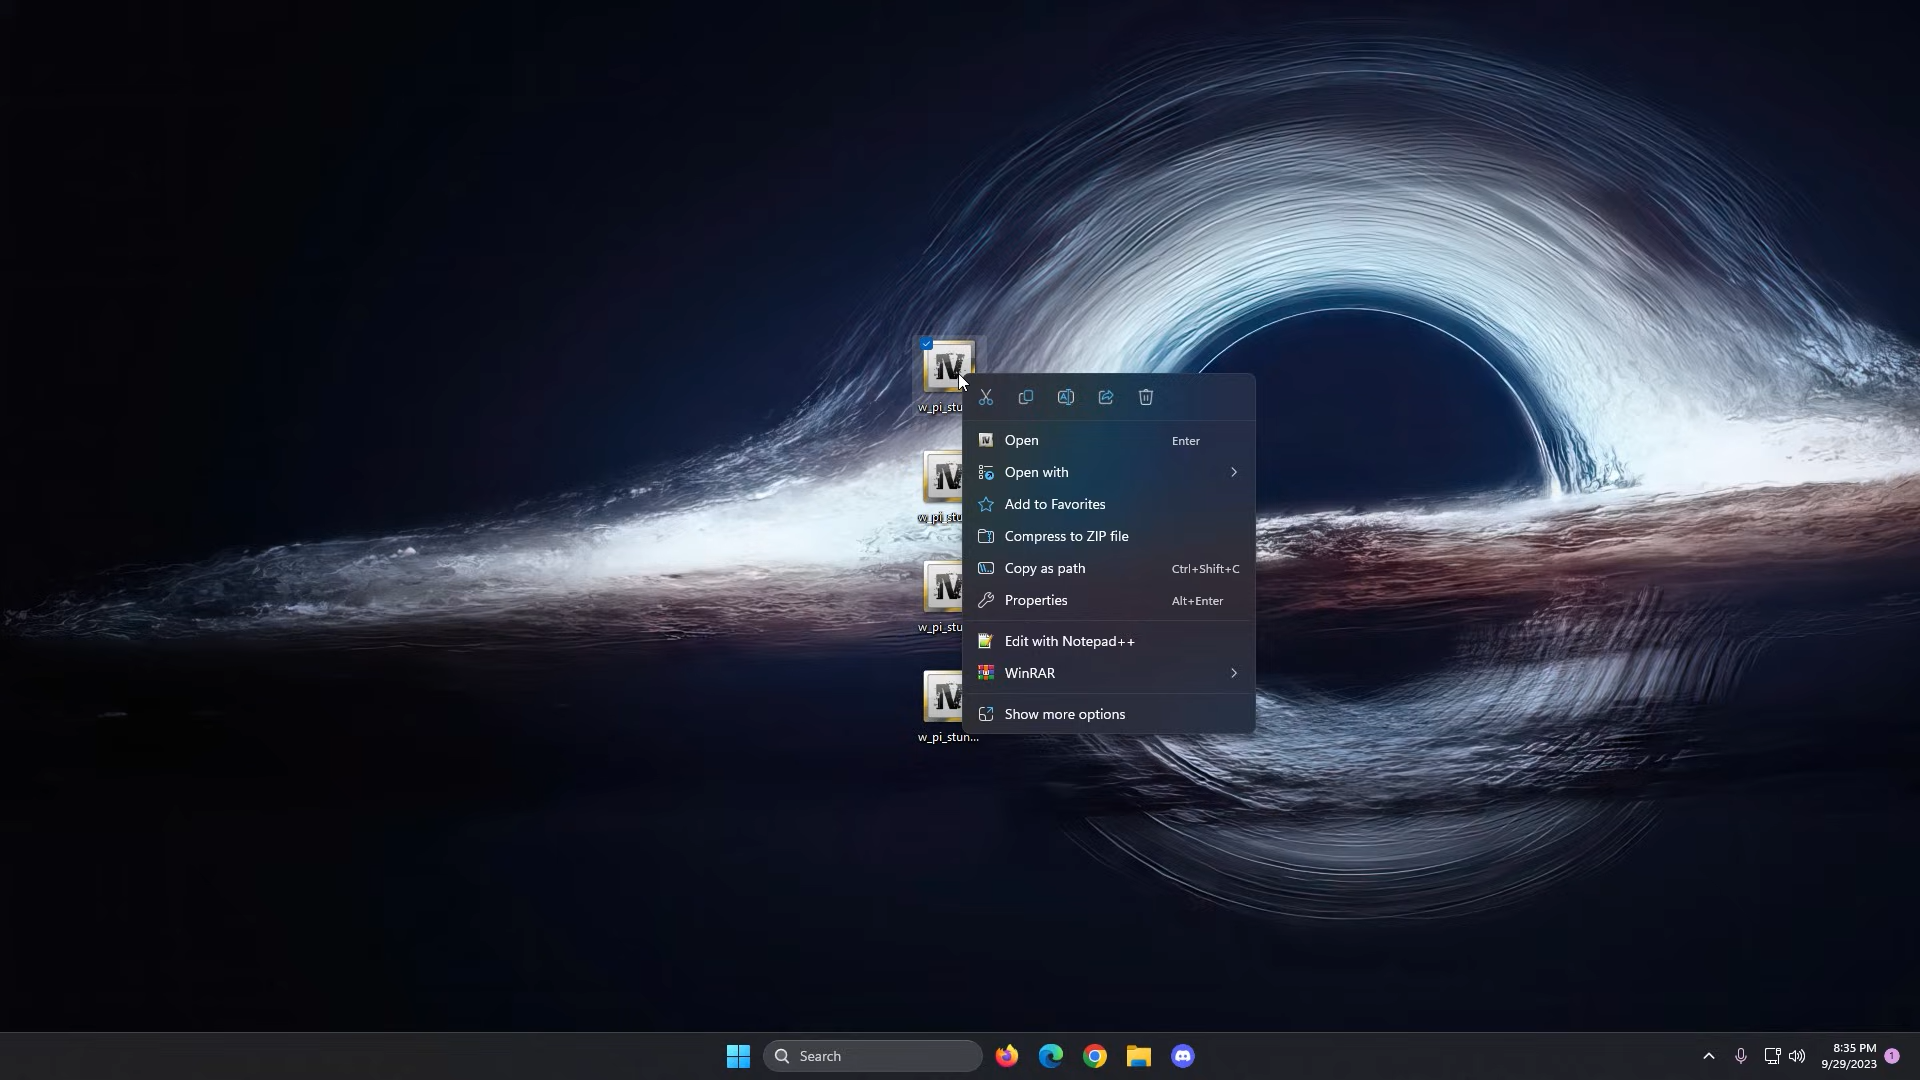 w_pi_stu
w_pi_stu
w_pi_stu
w_pi_stun...
Open Enter
Open with
Add to Favorites
Compress to ZIP file
Copy as path Ctrl+Shift+C
Properties Alt+Enter
Edit with Notepad++
WinRAR
Show more options
Search
8:35 PM
9/29/2023
1